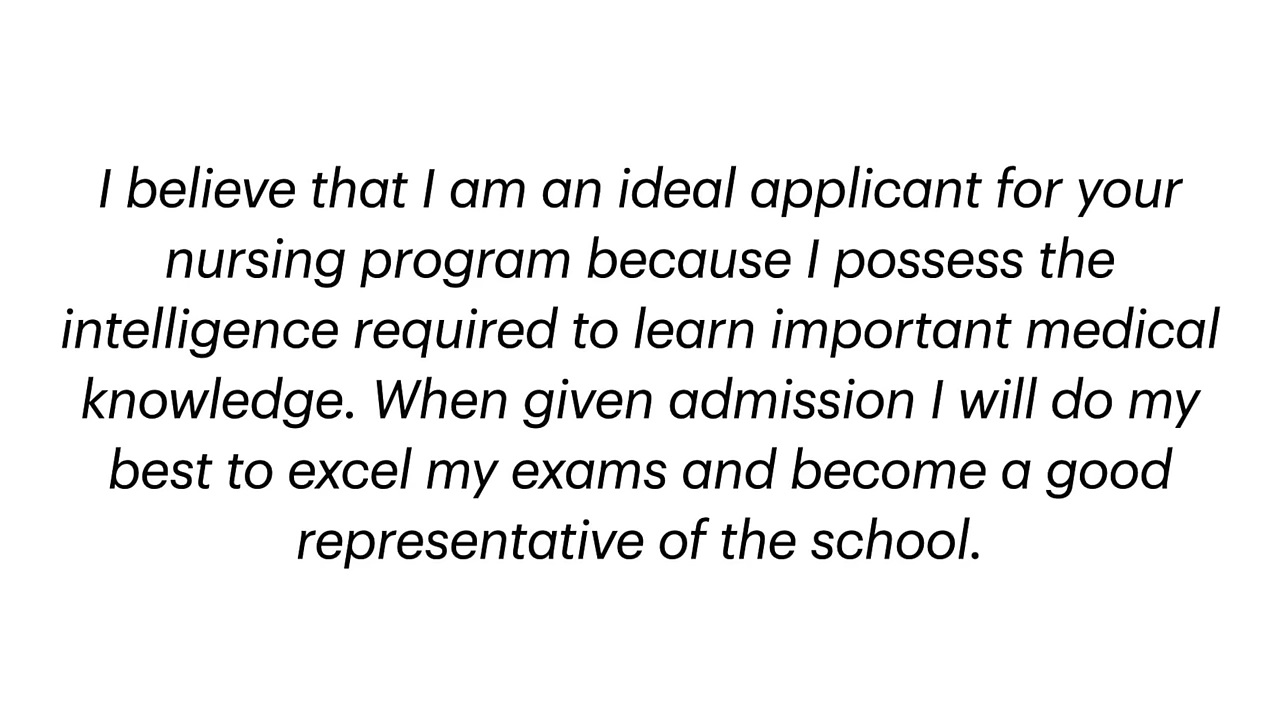 I believe that I am an ideal applicant for your
nursing program because I possess the
intelligence required to learn important medical
knowledge. When given admission I will do my
best to excel my exams and become a good
representative of the school.